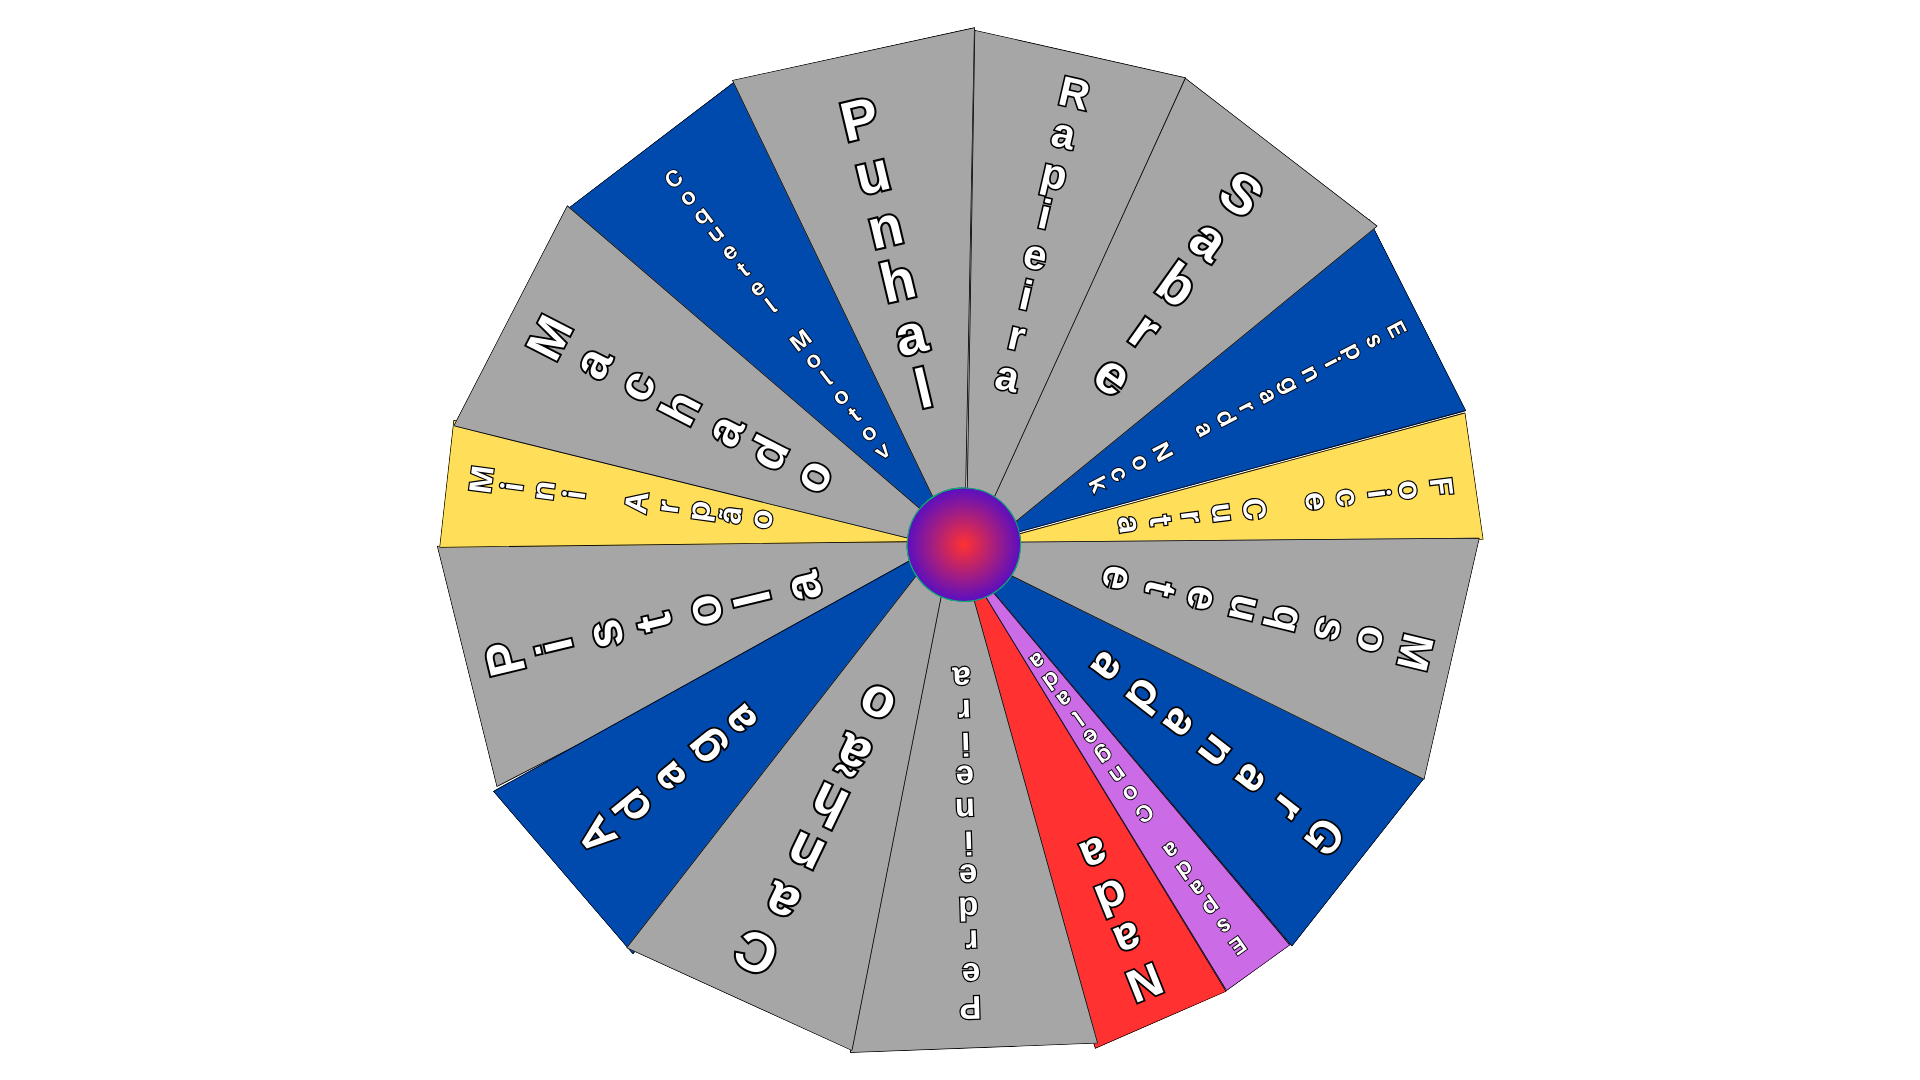 Punhal
Rapieira
Sabre
Espingarda Nock
Foice Curta
Mosquete
Granada
Espada Congelada
Nada
Perdeineira
Canhão
Adaga
Pistola
Mini Arpão
Machado
Coquetel Molotov